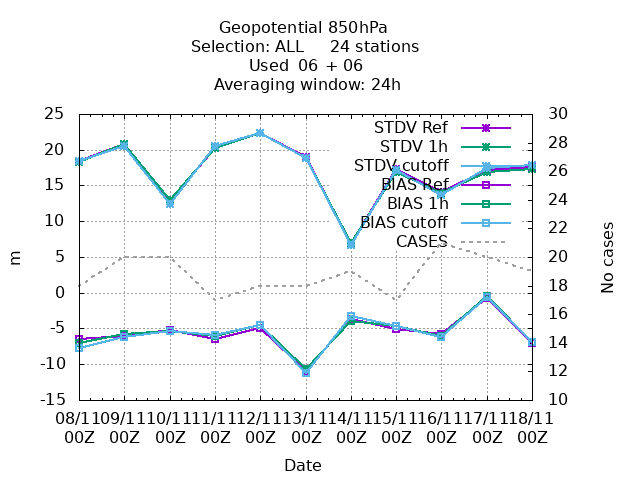 Geopotential 850hPa
Selection: ALL 24 stations
Used 06 + 06
Averaging window: 24h
25 30
STDV Ref
20 28
STDV 1h
STDV cutoff
15 26
BIAS Ref
24
BIAS 1h
10 22
BIAS cutoff
CASES
5 20
m
No cases
0 18
-5 16
-10 14
12
-15 10
08/11 09/11 10/11 11/11 12/11 13/11 14/11 15/11 16/11 17/11 18/11
00Z 00Z 00Z 00Z 00Z 00Z 00Z 00Z 00Z 00Z 00Z
Date